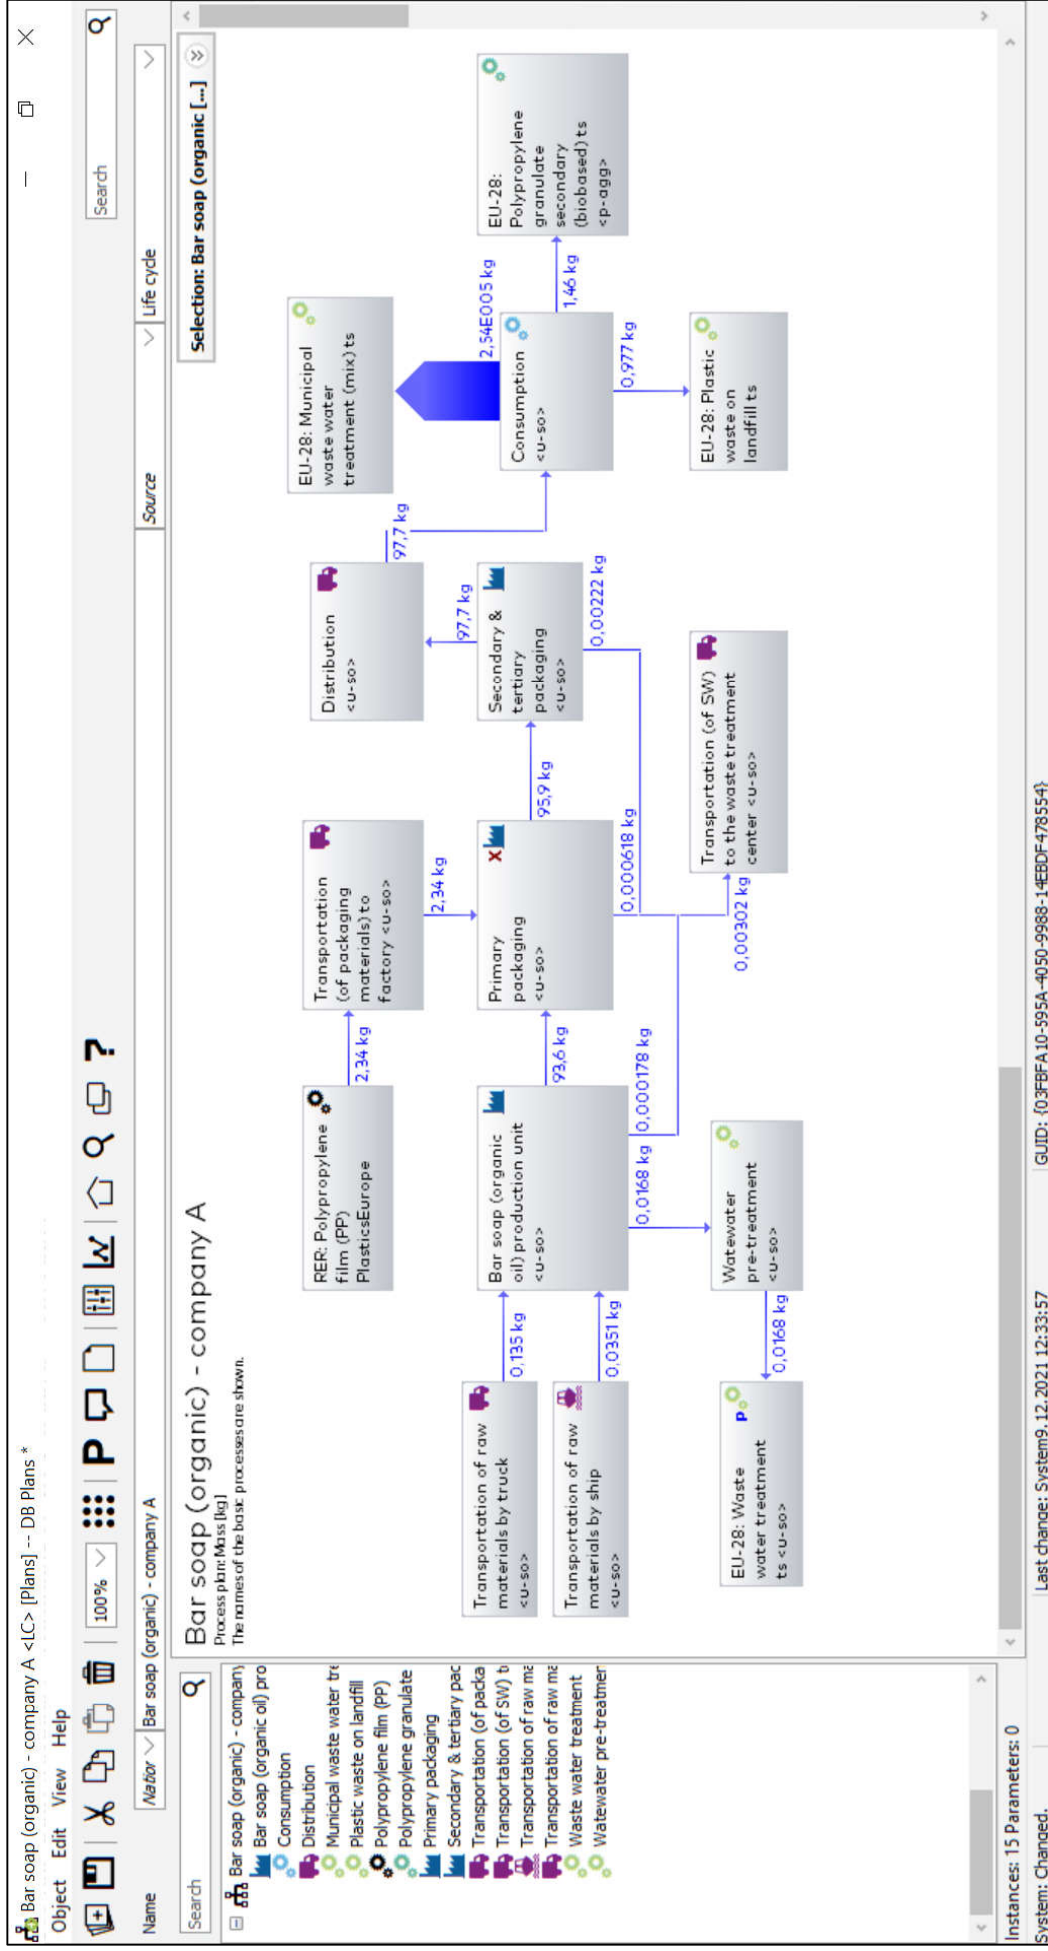 Bar soap (organic) - company A <LC> [Plans] -- DB Plans *
Object Edit View Help
100%
P
?
Search
Name
Nation
Bar soap (organic) - company A
Source
Life cycle
Search
Bar soap (organic) - company
Bar soap (organic oil) pro
Consumption
Distribution
Municipal waste water tre
Plastic waste on landfill
Polypropylene film (PP)
Polypropylene granulate
Primary packaging
Secondary & tertiary pac
Transportation (of packa
Transportation (of SW) t
Transportation of raw ma
Transportation of raw ma
Waste water treatment
Watewater pre-treatmen
Bar soap (organic) - company A
Process plan: Mass [kg]
The names of the basic processes are shown.
Selection: Bar soap (organic [...]
RER: Polypropylene
film (PP)
PlasticsEurope
2,34 kg
Transportation
(of packaging
materials) to
factory <u-so>
2,34 kg
Distribution
<u-so>
97,7 kg
EU-28: Municipal
waste water
treatment (mix) ts
2,54E005 kg
Transportation of raw
materials by truck
<u-so>
0,135 kg
Transportation of raw
materials by ship
<u-so>
0,0351 kg
Bar soap (organic
oil) production unit
<u-so>
93,6 kg
Primary
packaging
<u-so>
95,9 kg
Secondary &
tertiary
packaging
<u-so>
97,7 kg
Consumption
<u-so>
1,46 kg
EU-28:
Polypropylene
granulate
secondary
(biobased) ts
<p-agg>
0,0168 kg
0,000178 kg
0,000618 kg
0,00222 kg
0,977 kg
EU-28: Waste
water treatment
ts <u-so>
P
0,0168 kg
Watewater
pre-treatment
<u-so>
0,00302 kg
Transportation (of SW)
to the waste treatment
center <u-so>
EU-28: Plastic
waste on
landfill ts
Instances: 15 Parameters: 0
System: Changed.
Last change: System9.12.2021 12:33:57
GUID: {03FBFA10-595A-4050-9988-14EBDF478554}